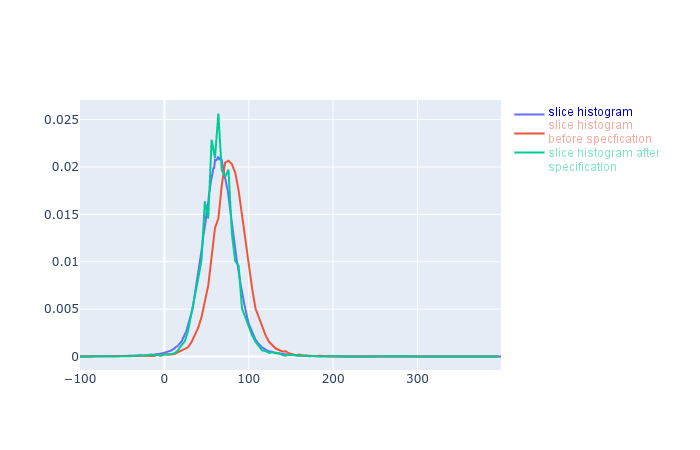 0.025
0.02
0.015
0.01
0.005
0
−100
0
100
200
300
slice histogram
slice histogram
before specfication
slice histogram after
specification